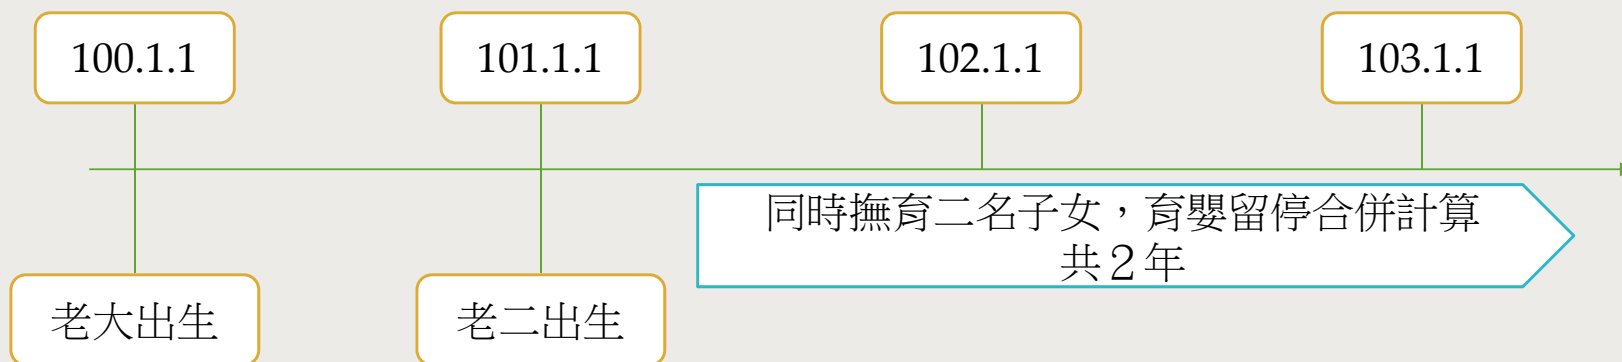 100.1.1
101.1.1
102.1.1
103.1.1
同時撫育二名子女，育嬰留停合併計算
共２年
老大出生
老二出生